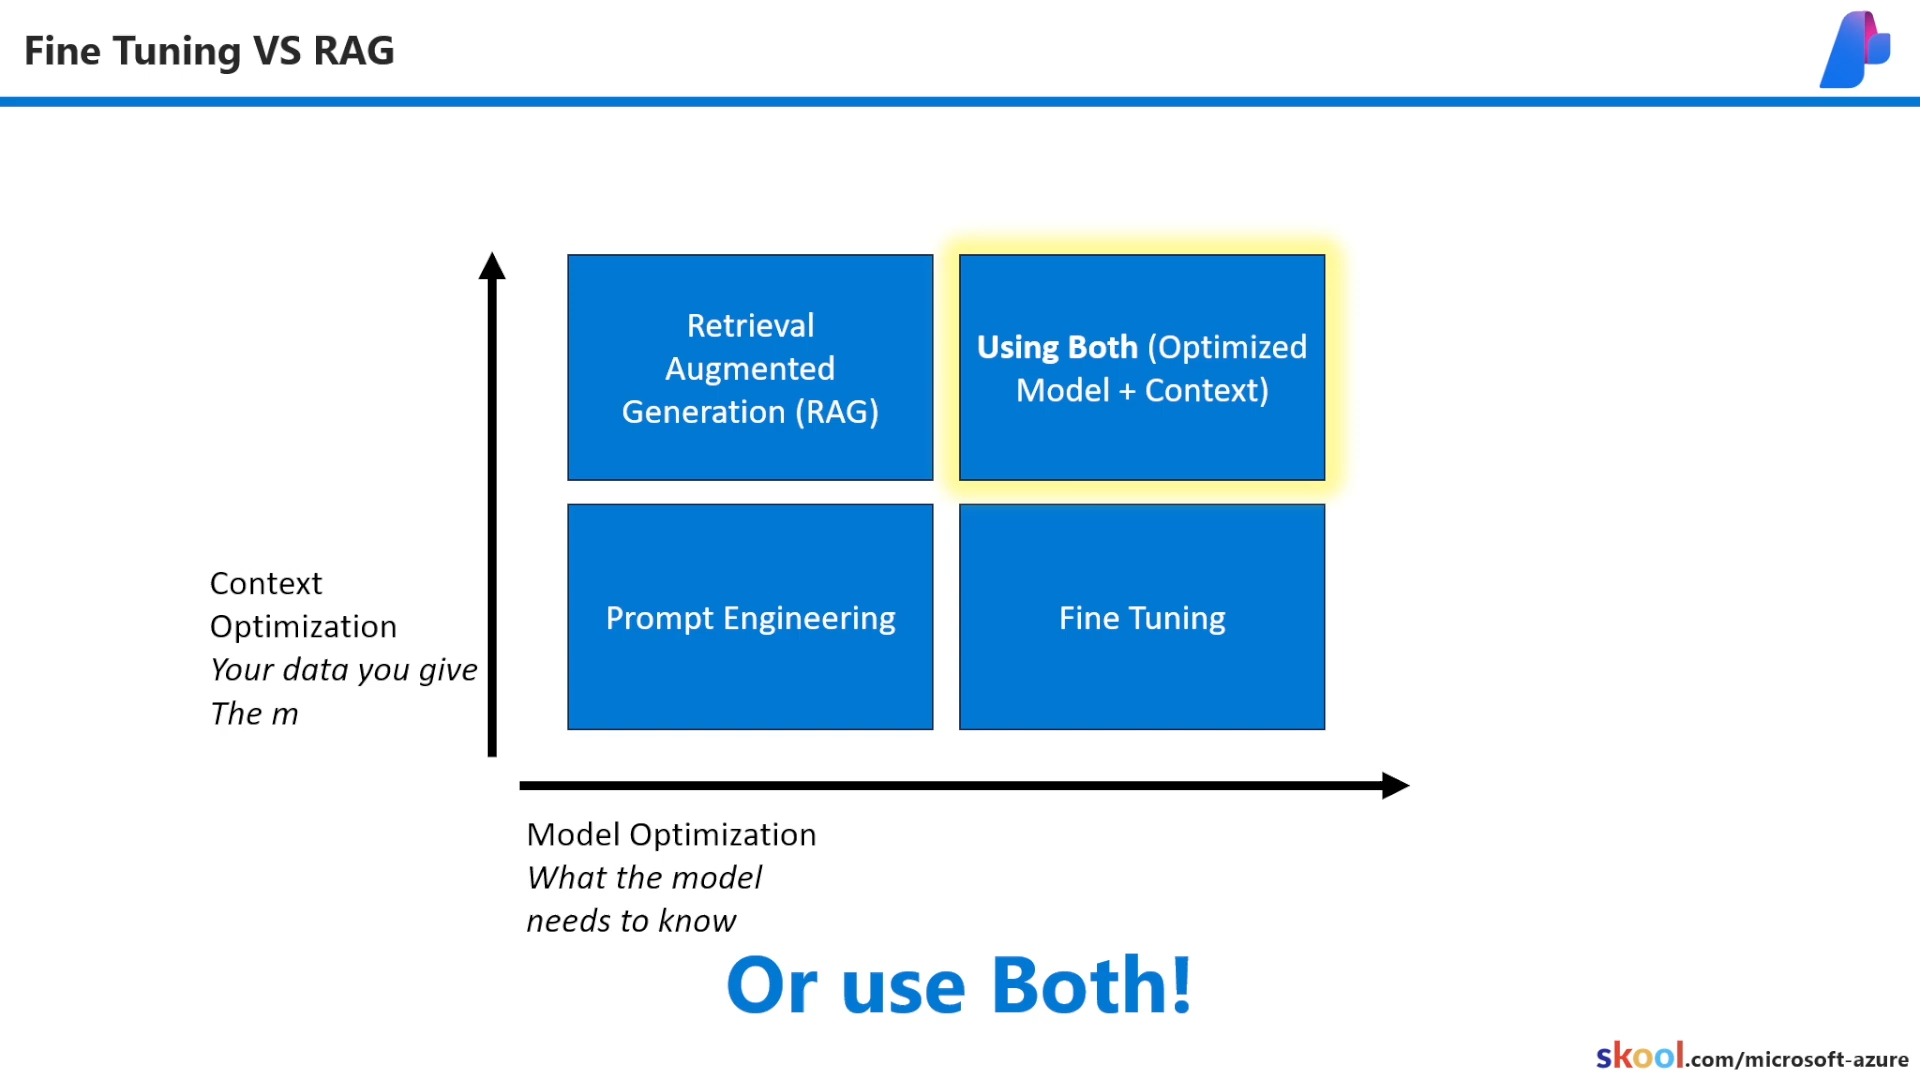 Fine Tuning VS RAG
Retrieval
Augmented
Generation (RAG)
Using Both (Optimized
Model + Context)
Prompt Engineering
Fine Tuning
Context
Optimization
Your data you give
The m
Model Optimization
What the model
needs to know
Or use Both!
skool.com/microsoft-azure